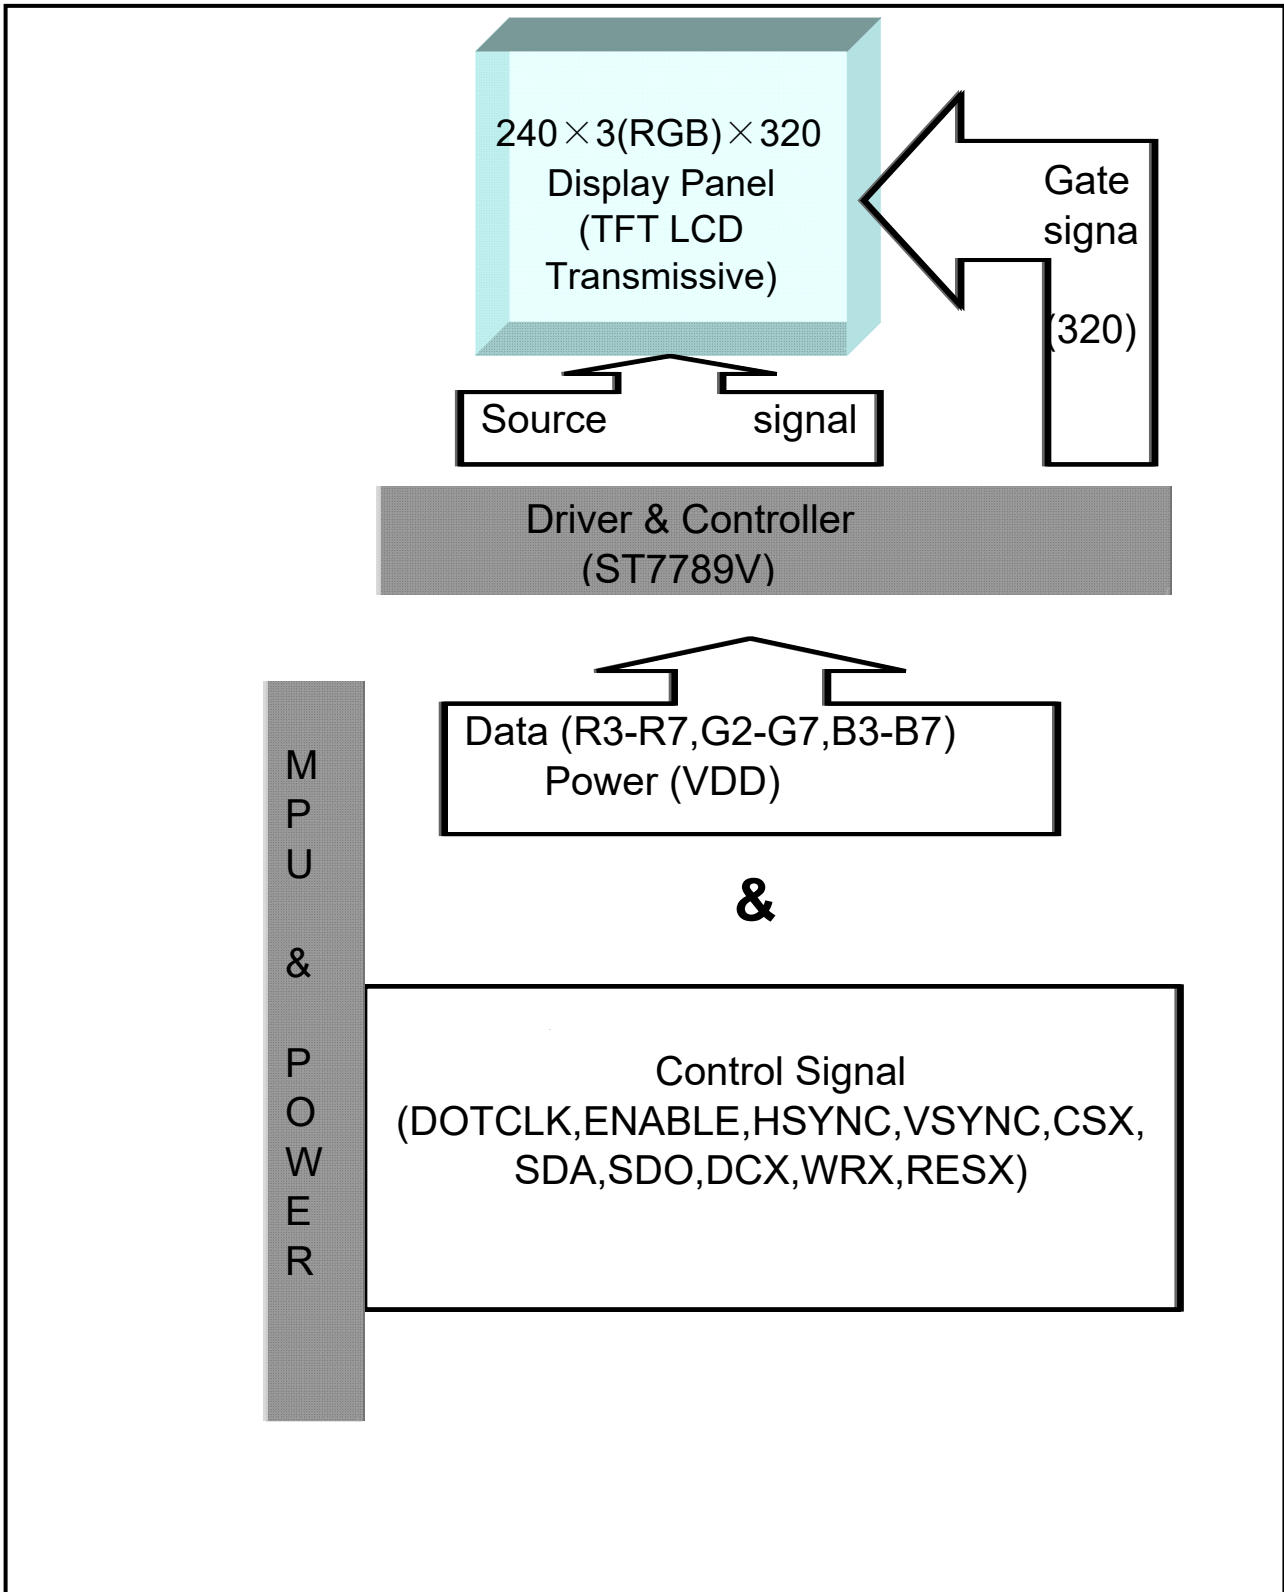 240×3(RGB)×320
Display Panel
(TFT LCD
Transmissive)
Gate
signa
(320)
Source signal
Driver & Controller
(ST7789V)
Data (R3-R7,G2-G7,B3-B7)
Power (VDD)
&
M
P
U
&
P
O
W
E
R
Control Signal
(DOTCLK,ENABLE,HSYNC,VSYNC,CSX,
SDA,SDO,DCX,WRX,RESX)